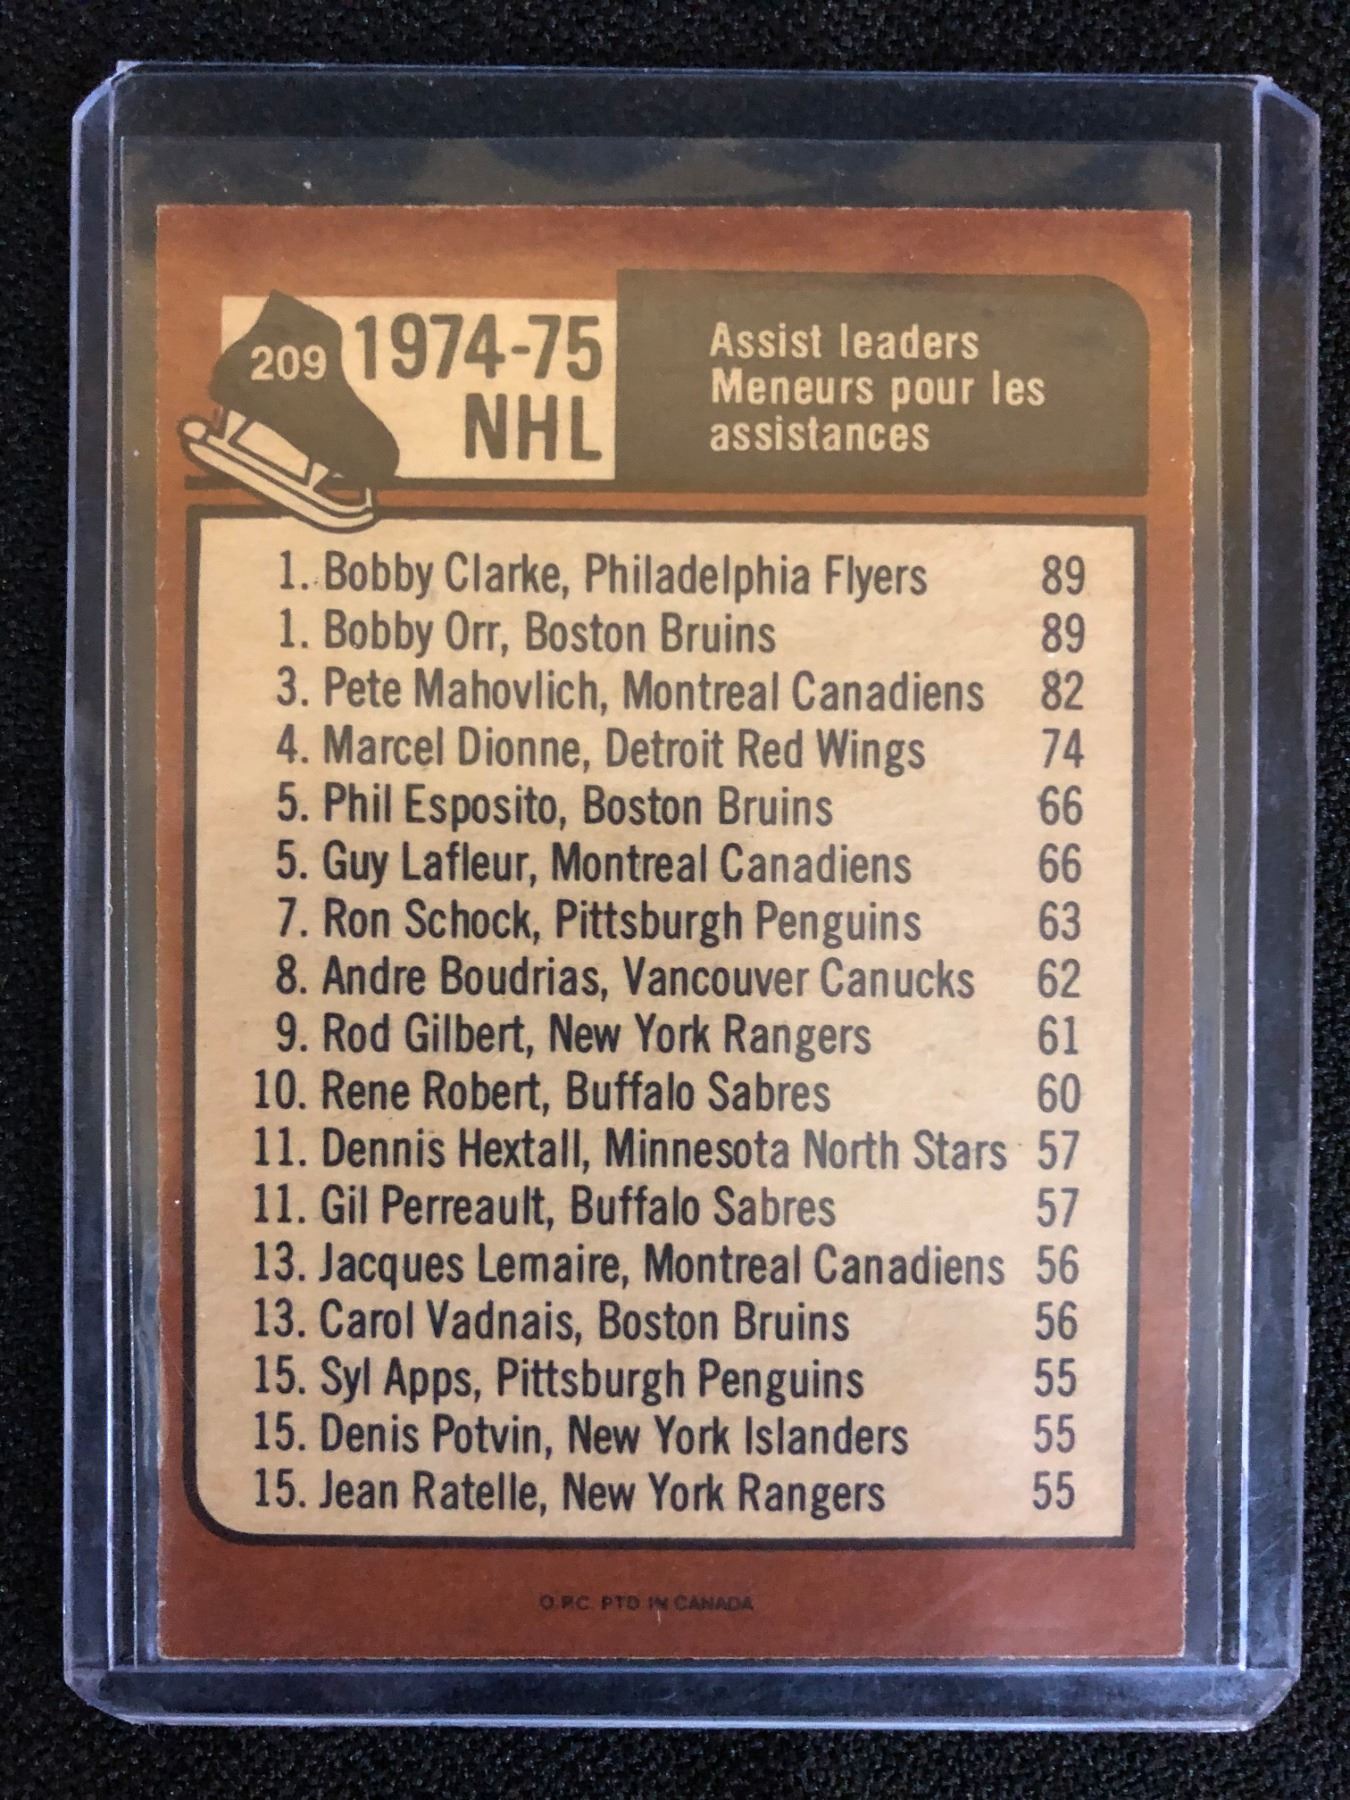 209
1974-75
NHL
Assist leaders
Meneurs pour les
assistances
1. Bobby Clarke, Philadelphia Flyers 89
1. Bobby Orr, Boston Bruins 89
3. Pete Mahovlich, Montreal Canadiens 82
4. Marcel Dionne, Detroit Red Wings 74
5. Phil Esposito, Boston Bruins 66
5. Guy Lafleur, Montreal Canadiens 66
7. Ron Schock, Pittsburgh Penguins 63
8. Andre Boudrias, Vancouver Canucks 62
9. Rod Gilbert, New York Rangers 61
10. Rene Robert, Buffalo Sabres 60
11. Dennis Hextall, Minnesota North Stars 57
11. Gil Perreault, Buffalo Sabres 57
13. Jacques Lemaire, Montreal Canadiens 56
13. Carol Vadnais, Boston Bruins 56
15. Syl Apps, Pittsburgh Penguins 55
15. Denis Potvin, New York Islanders 55
15. Jean Ratelle, New York Rangers 55
O.P.C. PTD IN CANADA